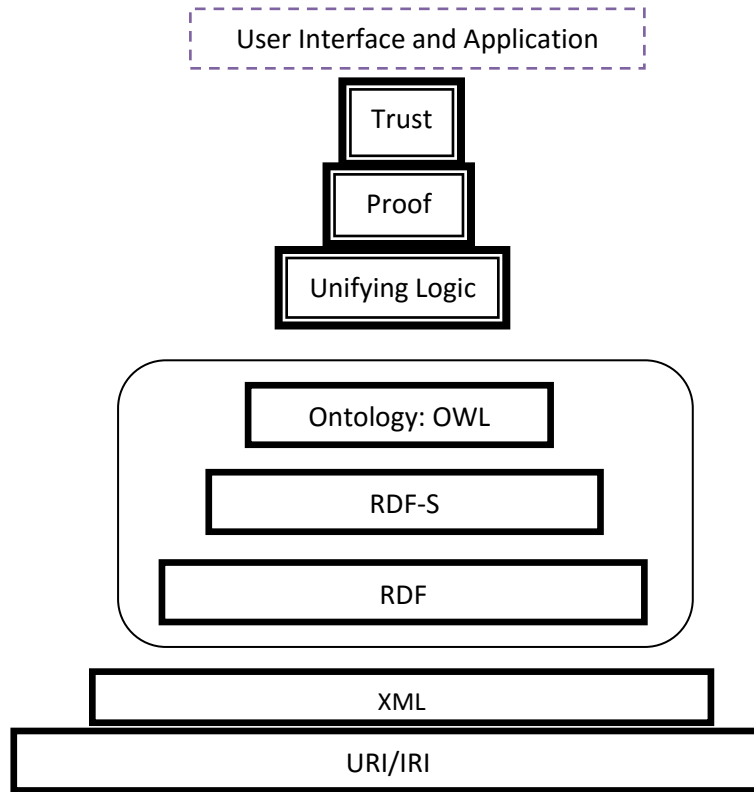 User Interface and Application
Trust
Proof
Unifying Logic
Ontology: OWL
RDF-S
RDF
XML
URI/IRI